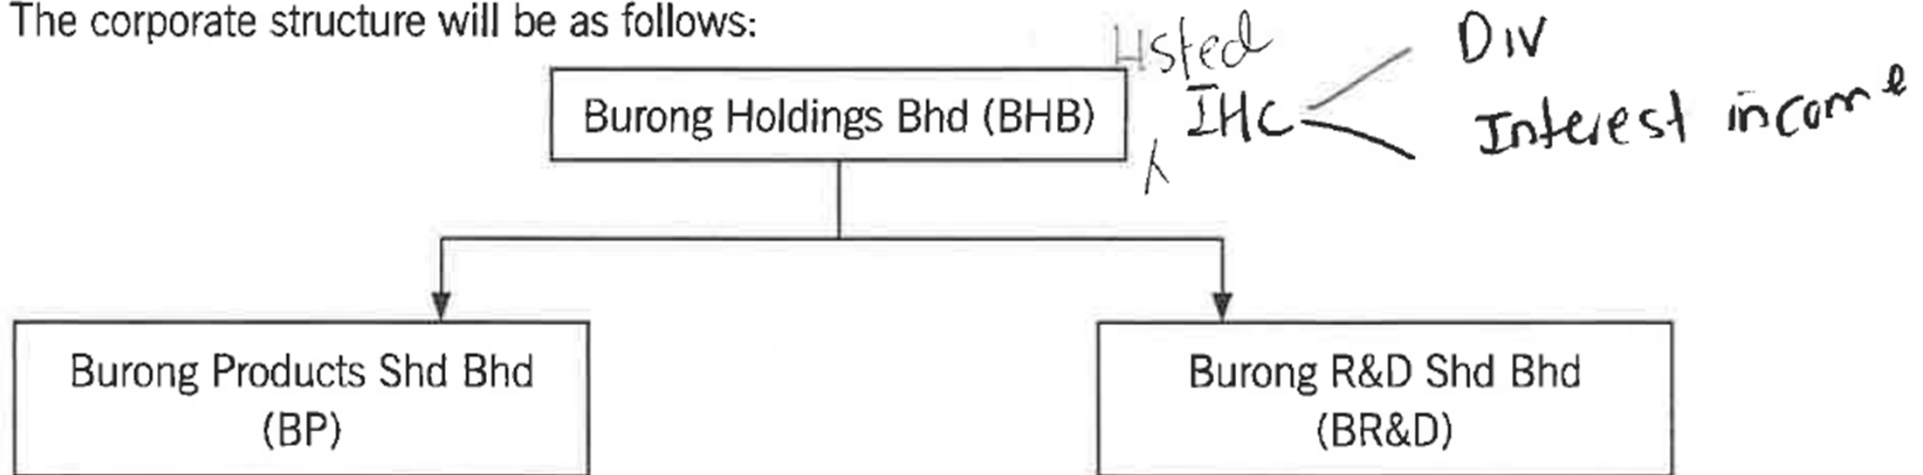 The corporate structure will be as follows:
Listed
Div
Burong Holdings Bhd (BHB)
IHC
Interest income
Burong Products Shd Bhd
(BP)
Burong R&D Shd Bhd
(BR&D)